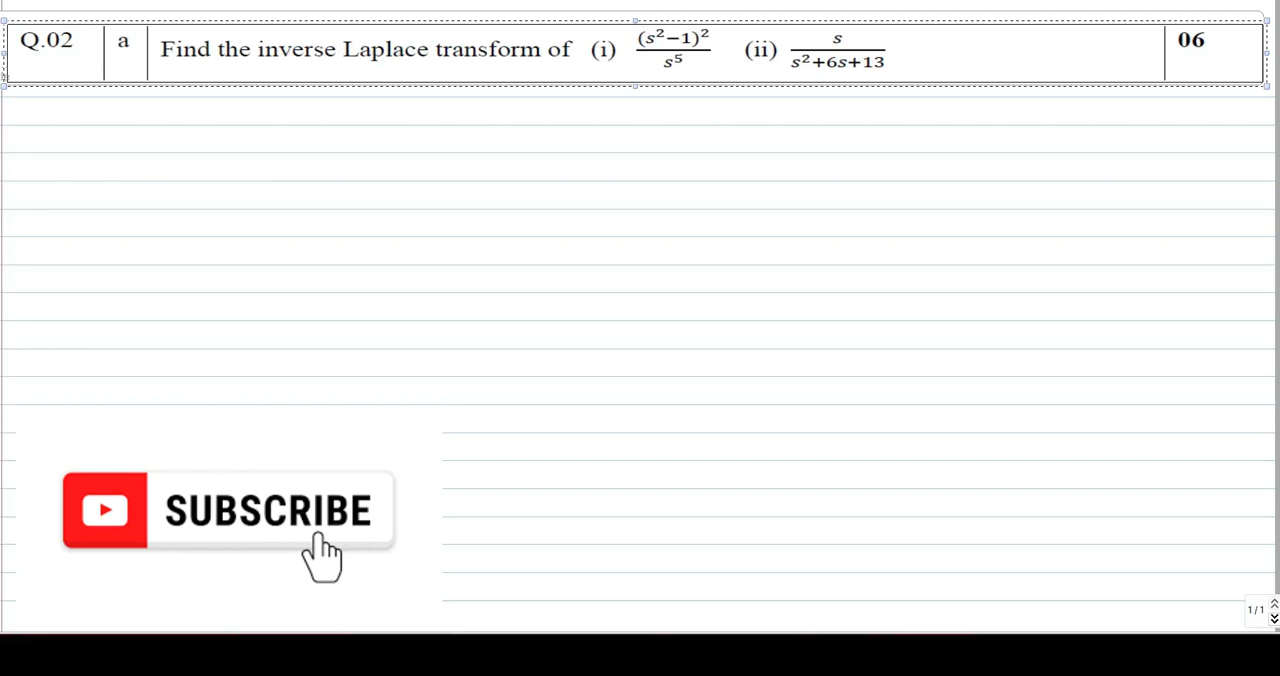 Q.02 a Find the inverse Laplace transform of (i) (s²−1)²/s⁵ (ii) s/(s²+6s+13) 06
SUBSCRIBE
1/1